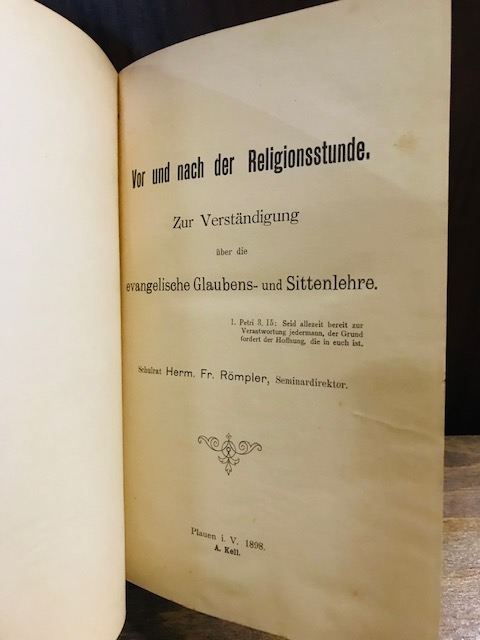 Vor und nach der Religionsstunde.
Zur Verständigung
über die
evangelische Glaubens- und Sittenlehre.
1. Petri 3, 15: Seid allezeit bereit zur
Verantwortung jedermann, der Grund
fordert der Hoffnung, die in euch ist.
Schulrat Herm. Fr. Römpler, Seminardirektor.
Plauen i. V. 1898.
A. Kell.